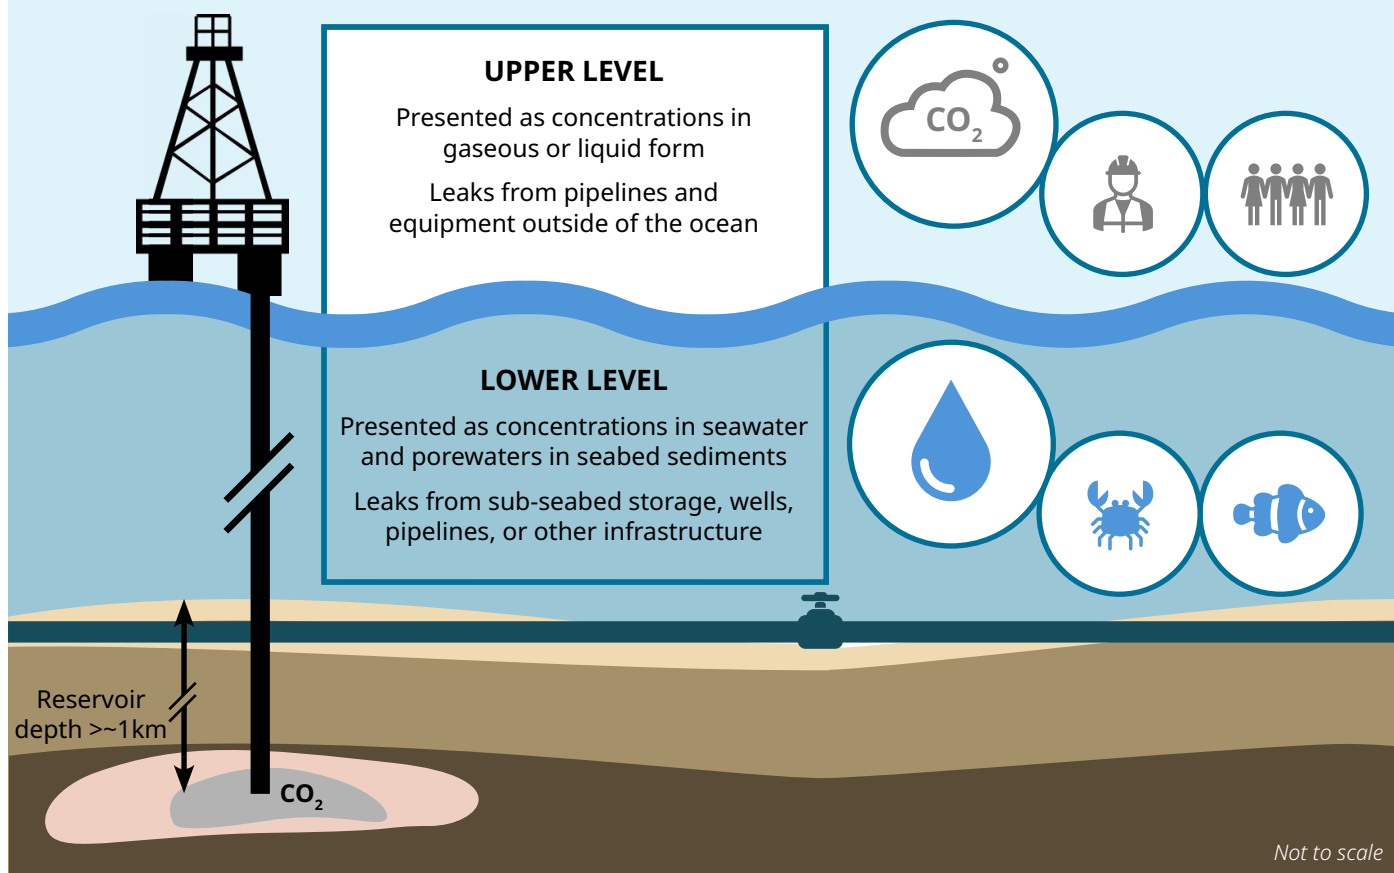 UPPER LEVEL
Presented as concentrations in
gaseous or liquid form
Leaks from pipelines and
equipment outside of the ocean
CO₂
LOWER LEVEL
Presented as concentrations in seawater
and porewaters in seabed sediments
Leaks from sub-seabed storage, wells,
pipelines, or other infrastructure
Reservoir
depth >~1km
CO₂
Not to scale